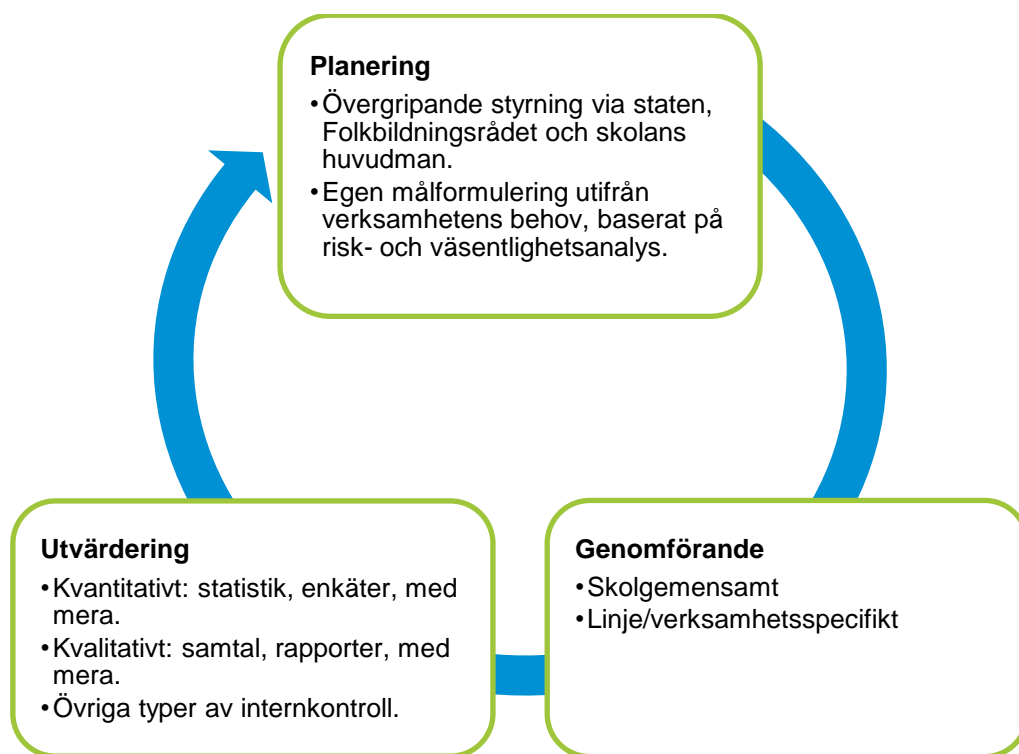 Planering
•Övergripande styrning via staten,
Folkbildningsrådet och skolans
huvudman.
•Egen målformulering utifrån
verksamhetens behov, baserat på
risk- och väsentlighetsanalys.
Utvärdering
•Kvantitativt: statistik, enkäter, med
mera.
•Kvalitativt: samtal, rapporter, med
mera.
•Övriga typer av internkontroll.
Genomförande
•Skolgemensamt
•Linje/verksamhetsspecifikt